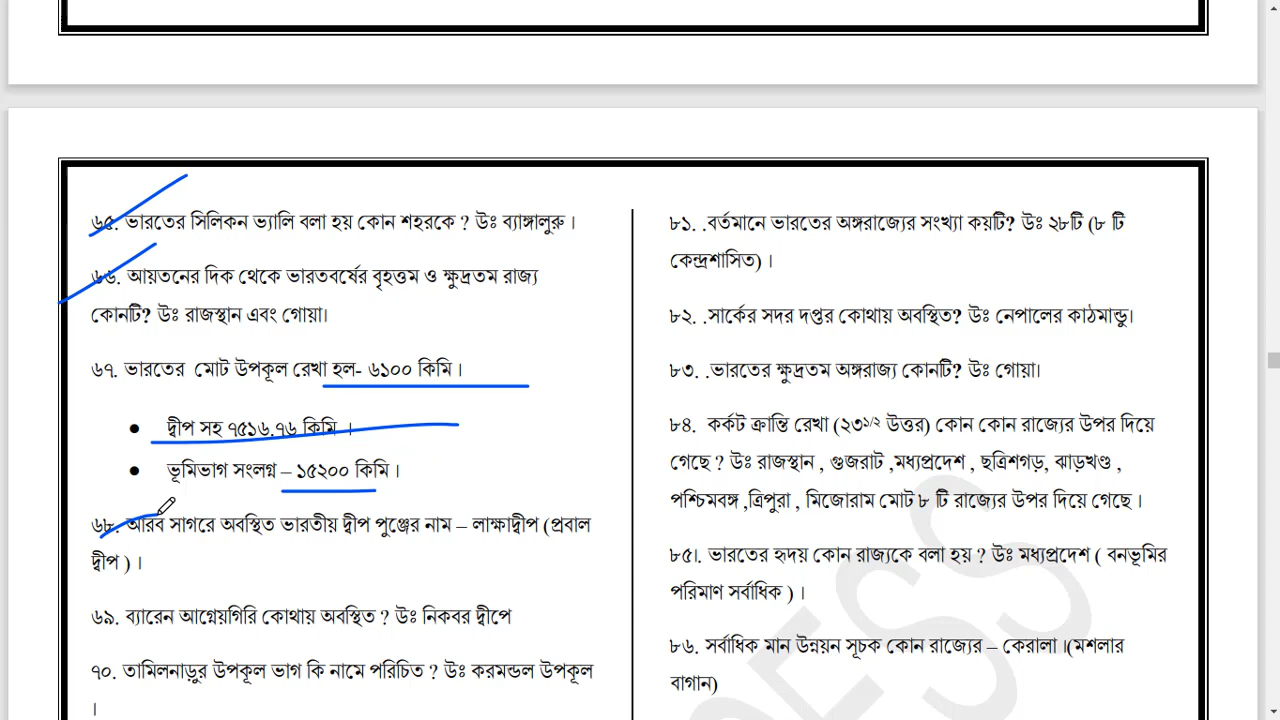 ৬৫. ভারতের সিলিকন ভ্যালি বলা হয় কোন শহরকে ? উঃ ব্যাঙ্গালুরু ।
৬৬. আয়তনের দিক থেকে ভারতবর্ষের বৃহত্তম ও ক্ষুদ্রতম রাজ্য
কোনটি? উঃ রাজস্থান এবং গোয়া।
৬৭. ভারতের মোট উপকূল রেখা হল- ৬১০০ কিমি ।
● দ্বীপ সহ ৭৫১৬.৭৬ কিমি ।
● ভূমিভাগ সংলগ্ন – ১৫২০০ কিমি ।
৬৮. আরব সাগরে অবস্থিত ভারতীয় দ্বীপ পুঞ্জের নাম – লাক্ষাদ্বীপ (প্রবাল
দ্বীপ ) ।
৬৯. ব্যারেন আগ্নেয়গিরি কোথায় অবস্থিত ? উঃ নিকবর দ্বীপে
৭০. তামিলনাড়ুর উপকূল ভাগ কি নামে পরিচিত ? উঃ করমন্ডল উপকূল
।
৮১. .বর্তমানে ভারতের অঙ্গরাজ্যের সংখ্যা কয়টি? উঃ ২৮টি (৮ টি
কেন্দ্রশাসিত) ।
৮২. .সার্কের সদর দপ্তর কোথায় অবস্থিত? উঃ নেপালের কাঠমান্ডু।
৮৩. .ভারতের ক্ষুদ্রতম অঙ্গরাজ্য কোনটি? উঃ গোয়া।
৮৪. কর্কট ক্রান্তি রেখা (২৩১/২ উত্তর) কোন কোন রাজ্যের উপর দিয়ে
গেছে ? উঃ রাজস্থান , গুজরাট ,মধ্যপ্রদেশ , ছত্রিশগড়, ঝাড়খণ্ড ,
পশ্চিমবঙ্গ ,ত্রিপুরা , মিজোরাম মোট ৮ টি রাজ্যের উপর দিয়ে গেছে ।
৮৫।. ভারতের হৃদয় কোন রাজ্যকে বলা হয় ? উঃ মধ্যপ্রদেশ ( বনভূমির
পরিমাণ সর্বাধিক ) ।
৮৬. সর্বাধিক মান উন্নয়ন সূচক কোন রাজ্যের – কেরালা ।(মশলার
বাগান)